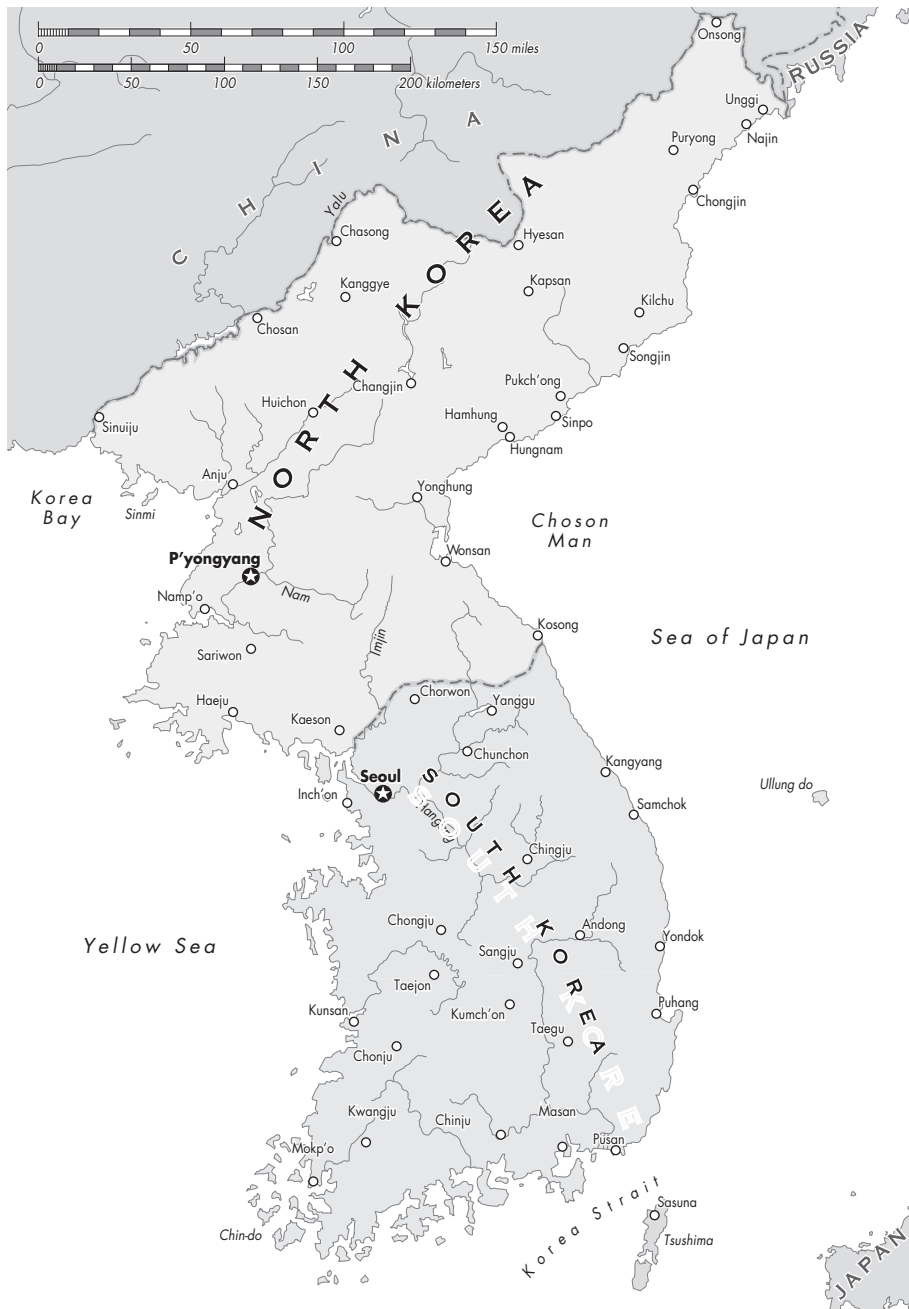 0 50 100 150 miles
0 50 100 150 200 kilometers
RUSSIA
CHINA
Onsong
Unggi
Najin
Puryong
Chongjin
Yalu
NORTH KOREA
Chasong
Hyesan
Kanggye
Kapsan
Kilchu
Chosan
Songjin
Changjin
Pukch'ong
Huichon
Sinuiju
Hamhung
Sinpo
Hungnam
Anju
Yonghung
Korea
Bay
Sinmi
Choson
Man
Wonsan
P'yongyang
Nam
Namp'o
Imjin
Kosong
Sea of Japan
Sariwon
Haeju
Chorwon
Yanggu
Kaeson
Chunchon
Kangyang
Seoul
SOUTH KOREA
SOUTH KOREA
Inch'on
Ullung do
Samchok
Chingju
Chongju
Andong
Yondok
Yellow Sea
Sangju
Taejon
Kunsan
Kumch'on
Puhang
Taegu
Chonju
Kwangju
Chinju
Masan
Pusan
Mokp'o
Korea Strait
Sasuna
Chin-do
Tsushima
JAPAN